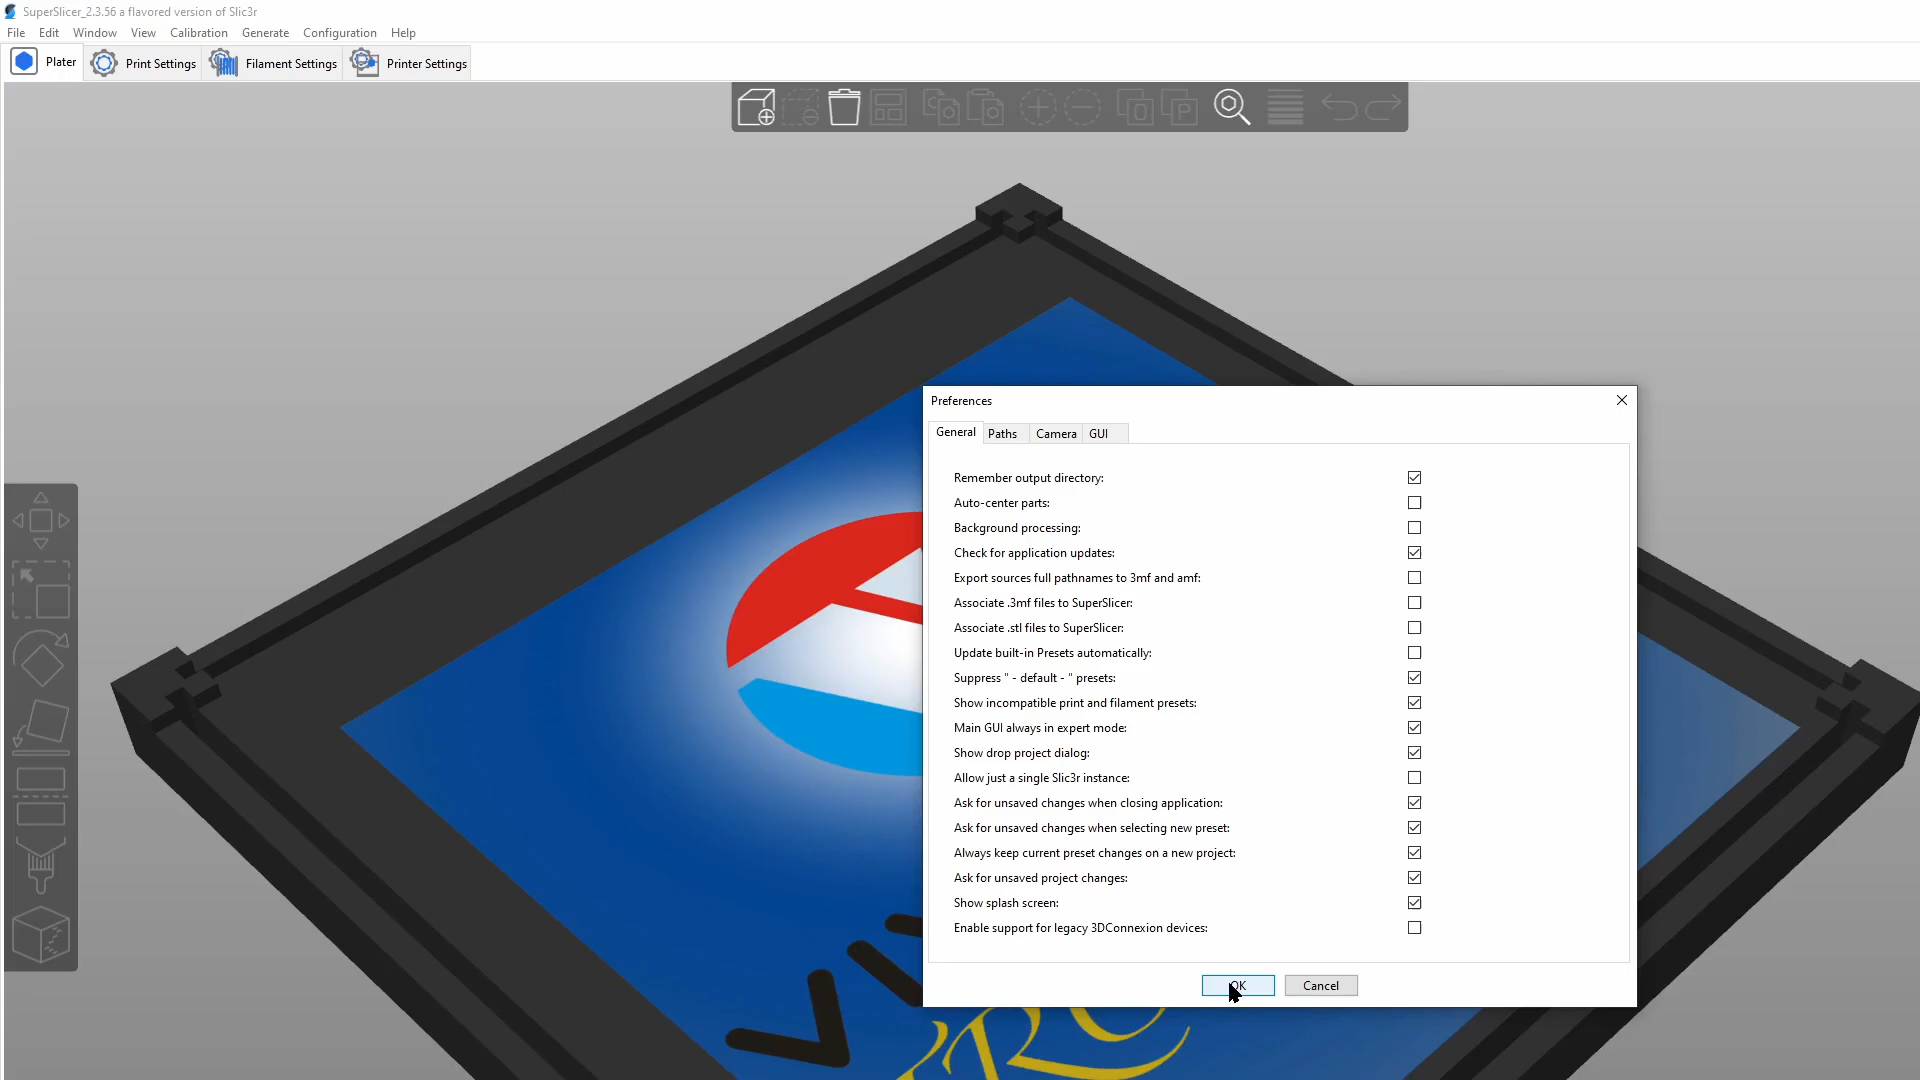 SuperSlicer_2.3.56 a flavored version of Slic3r
File Edit Window View Calibration Generate Configuration Help
Plater Print Settings Filament Settings Printer Settings
Preferences
General Paths Camera GUI
Remember output directory:
Auto-center parts:
Background processing:
Check for application updates:
Export sources full pathnames to 3mf and amf:
Associate .3mf files to SuperSlicer:
Associate .stl files to SuperSlicer:
Update built-in Presets automatically:
Suppress " - default - " presets:
Show incompatible print and filament presets:
Main GUI always in expert mode:
Show drop project dialog:
Allow just a single Slic3r instance:
Ask for unsaved changes when closing application:
Ask for unsaved changes when selecting new preset:
Always keep current preset changes on a new project:
Ask for unsaved project changes:
Show splash screen:
Enable support for legacy 3DConnexion devices:
OK Cancel